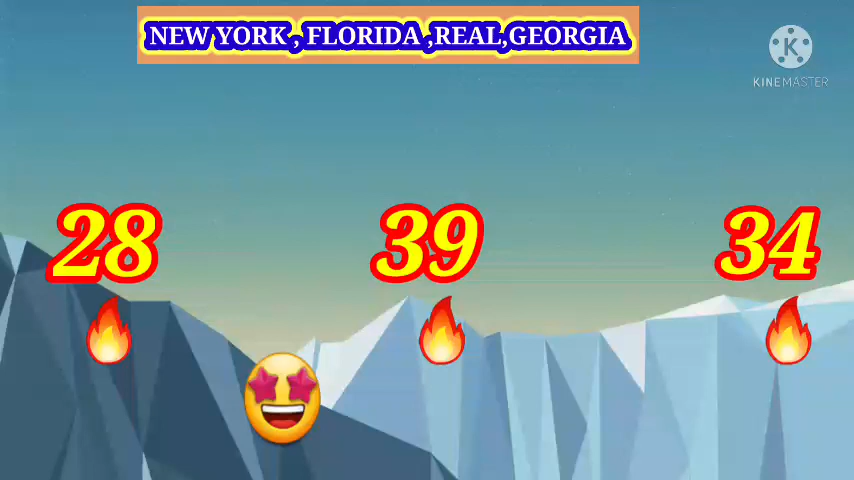 NEW YORK , FLORIDA ,REAL,GEORGIA
K
KINEMASTER
28 39 34